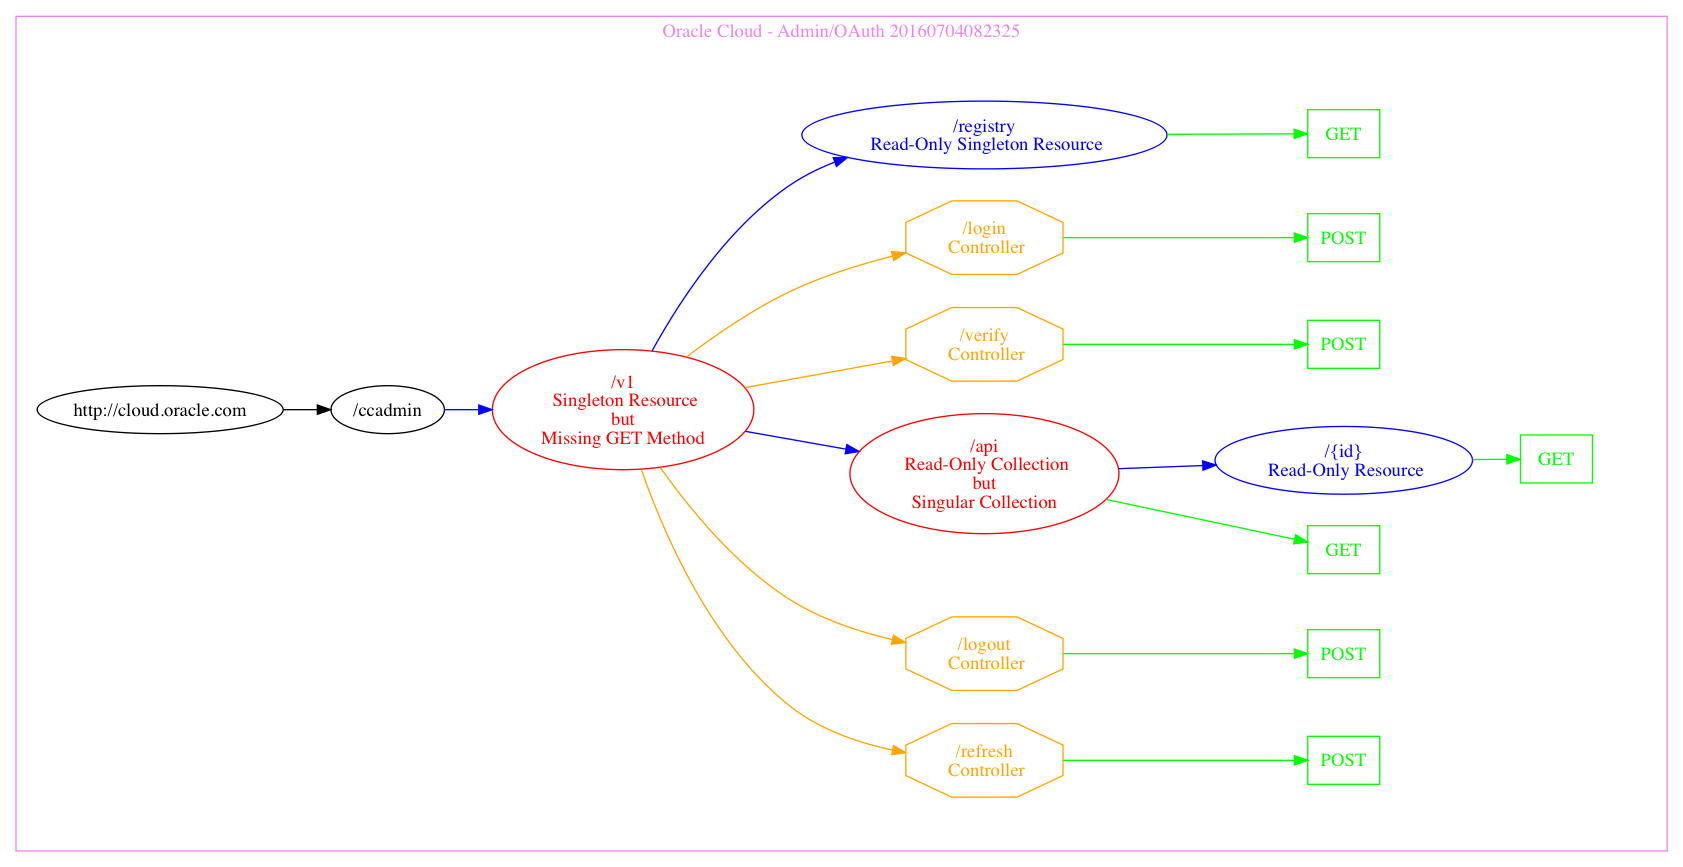 Oracle Cloud - Admin/OAuth 20160704082325
/registry
Read-Only Singleton Resource
GET
/login
Controller
POST
/verify
Controller
POST
http://cloud.oracle.com
/ccadmin
/v1
Singleton Resource
but
Missing GET Method
/api
Read-Only Collection
but
Singular Collection
/{id}
Read-Only Resource
GET
GET
/logout
Controller
POST
/refresh
Controller
POST